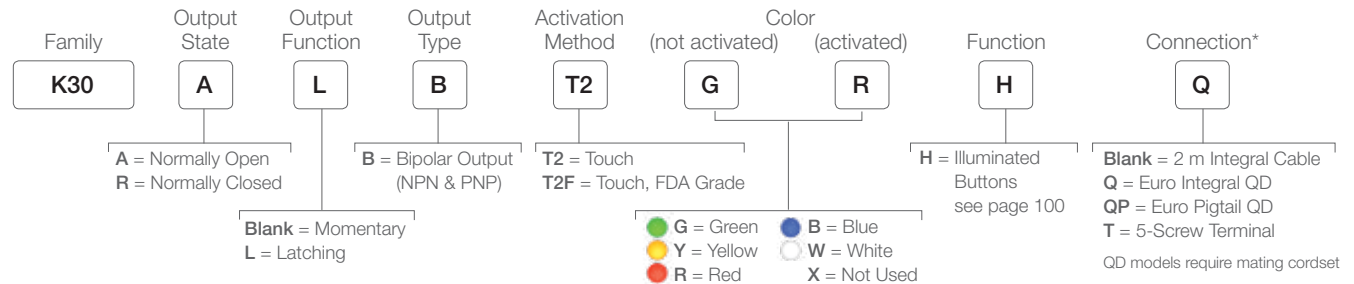 Family
Output
State
Output
Function
Output
Type
Activation
Method
Color
(not activated)
(activated)
Function
Connection*
K30
A
L
B
T2
G
R
H
Q
A = Normally Open
R = Normally Closed
Blank = Momentary
L = Latching
B = Bipolar Output
(NPN & PNP)
T2 = Touch
T2F = Touch, FDA Grade
G = Green
Y = Yellow
R = Red
B = Blue
W = White
X = Not Used
H = Illuminated
Buttons
see page 100
Blank = 2 m Integral Cable
Q = Euro Integral QD
QP = Euro Pigtail QD
T = 5-Screw Terminal
QD models require mating cordset